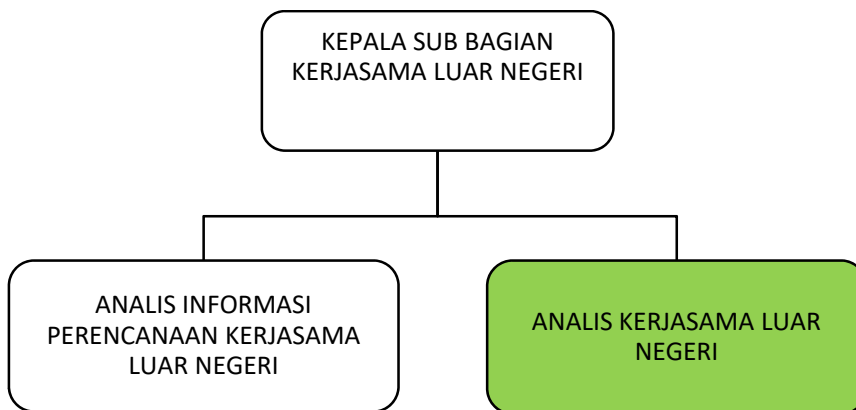 KEPALA SUB BAGIAN
KERJASAMA LUAR NEGERI
ANALIS INFORMASI
PERENCANAAN KERJASAMA
LUAR NEGERI
ANALIS KERJASAMA LUAR
NEGERI